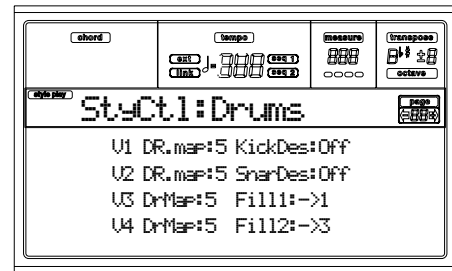 chord
tempo
measure
transpose
ext
link
seq 1
seq 2
octave
style play
StyCtl:Drums
page
V1 DR.map:5 KickDes:Off
V2 DR.map:5 SnarDes:Off
V3 DrMap:5 Fill1:->1
V4 DrMap:5 Fill2:->3